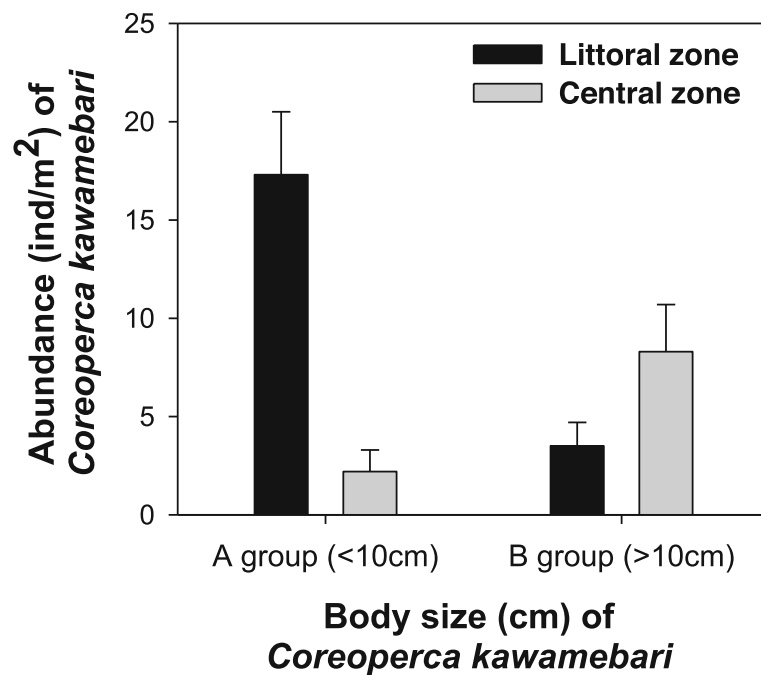 Abundance (ind/m²) of
Coreoperca kawamebari
25
20
15
10
5
0
Littoral zone
Central zone
A group (<10cm)
B group (>10cm)
Body size (cm) of
Coreoperca kawamebari